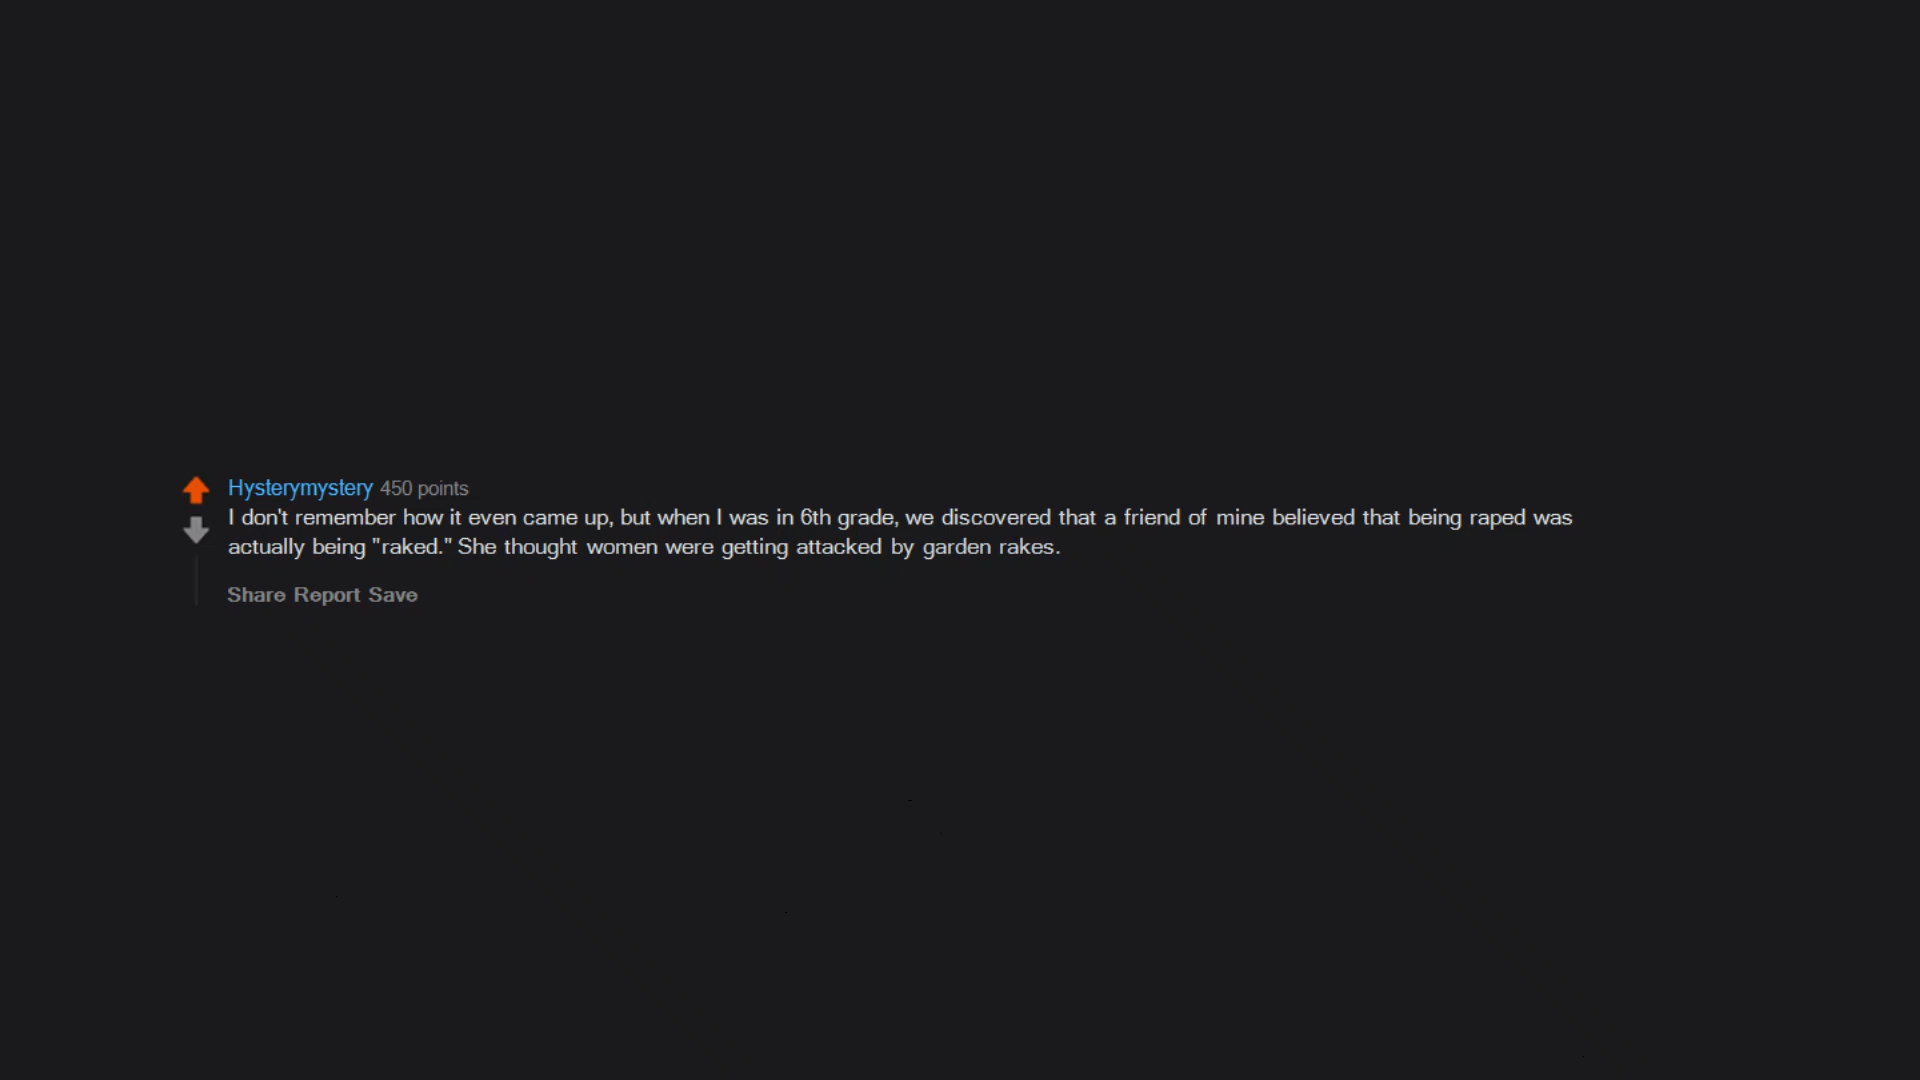 Hysterymystery 450 points
I don't remember how it even came up, but when I was in 6th grade, we discovered that a friend of mine believed that being raped was
actually being "raked." She thought women were getting attacked by garden rakes.
Share Report Save